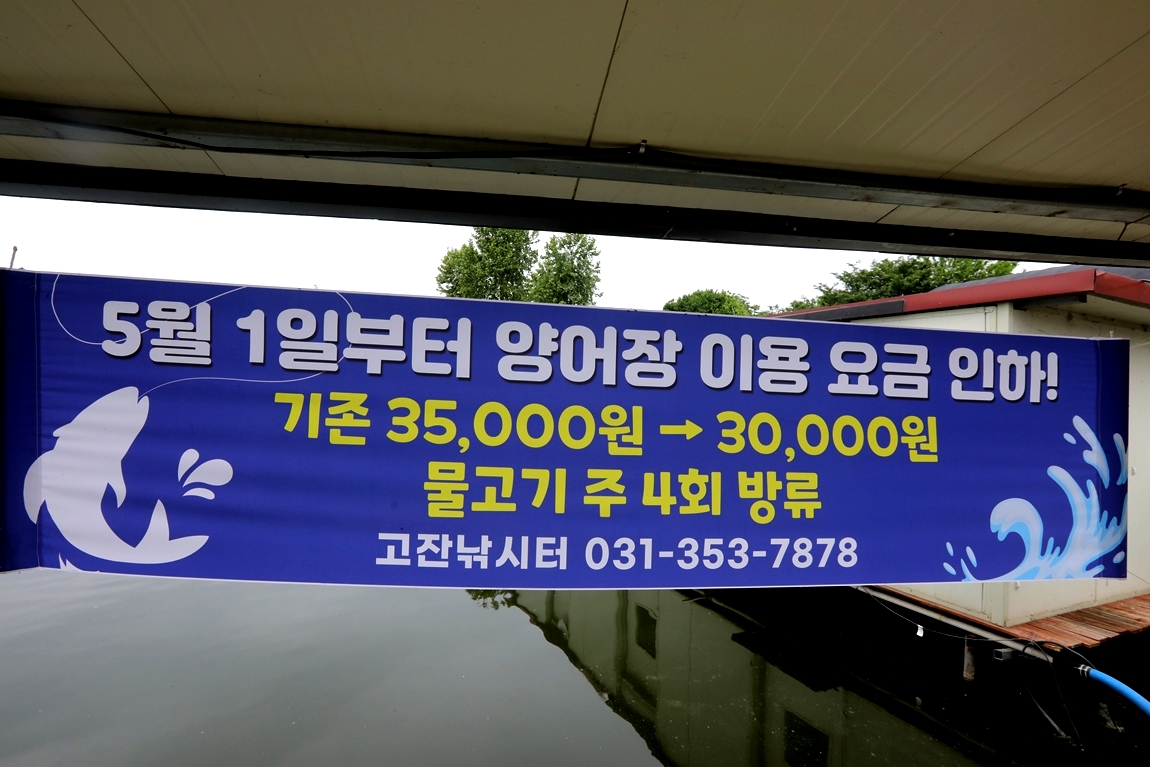 5월 1일부터 양어장 이용 요금 인하!
기존 35,000원 → 30,000원
물고기 주 4회 방류
고잔낚시터 031-353-7878